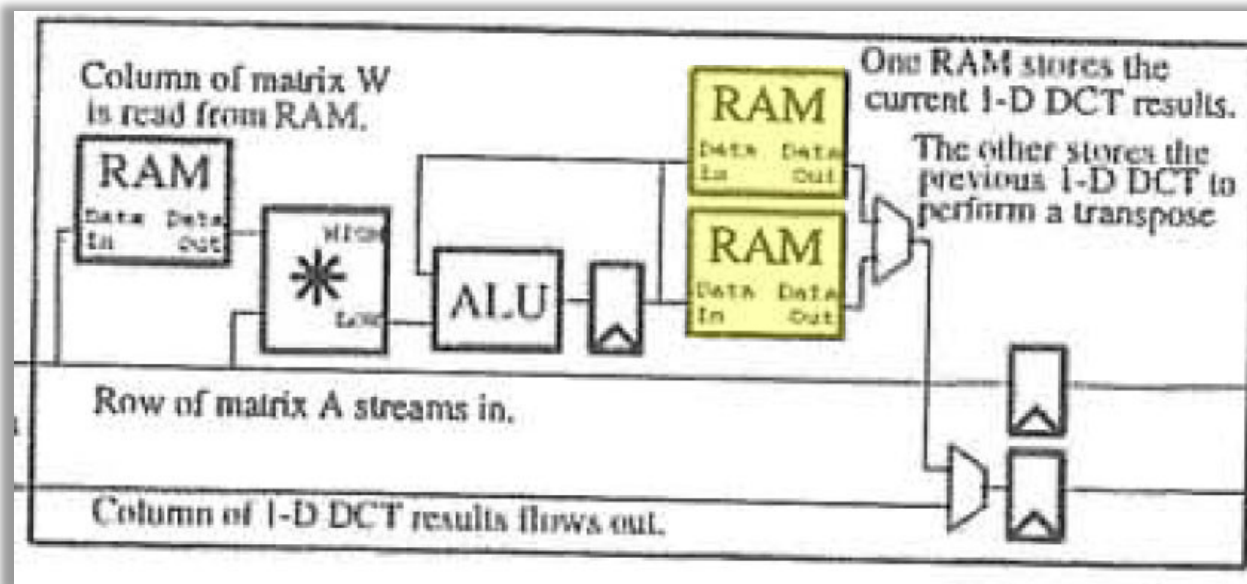 Column of matrix W
is read from RAM.
RAM
Data Data
In Out
HIGH
LOW
ALU
RAM
Data Data
In Out
RAM
Data Data
In Out
One RAM stores the
current 1-D DCT results.
The other stores the
previous 1-D DCT to
perform a transpose
Row of matrix A streams in.
Column of 1-D DCT results flows out.